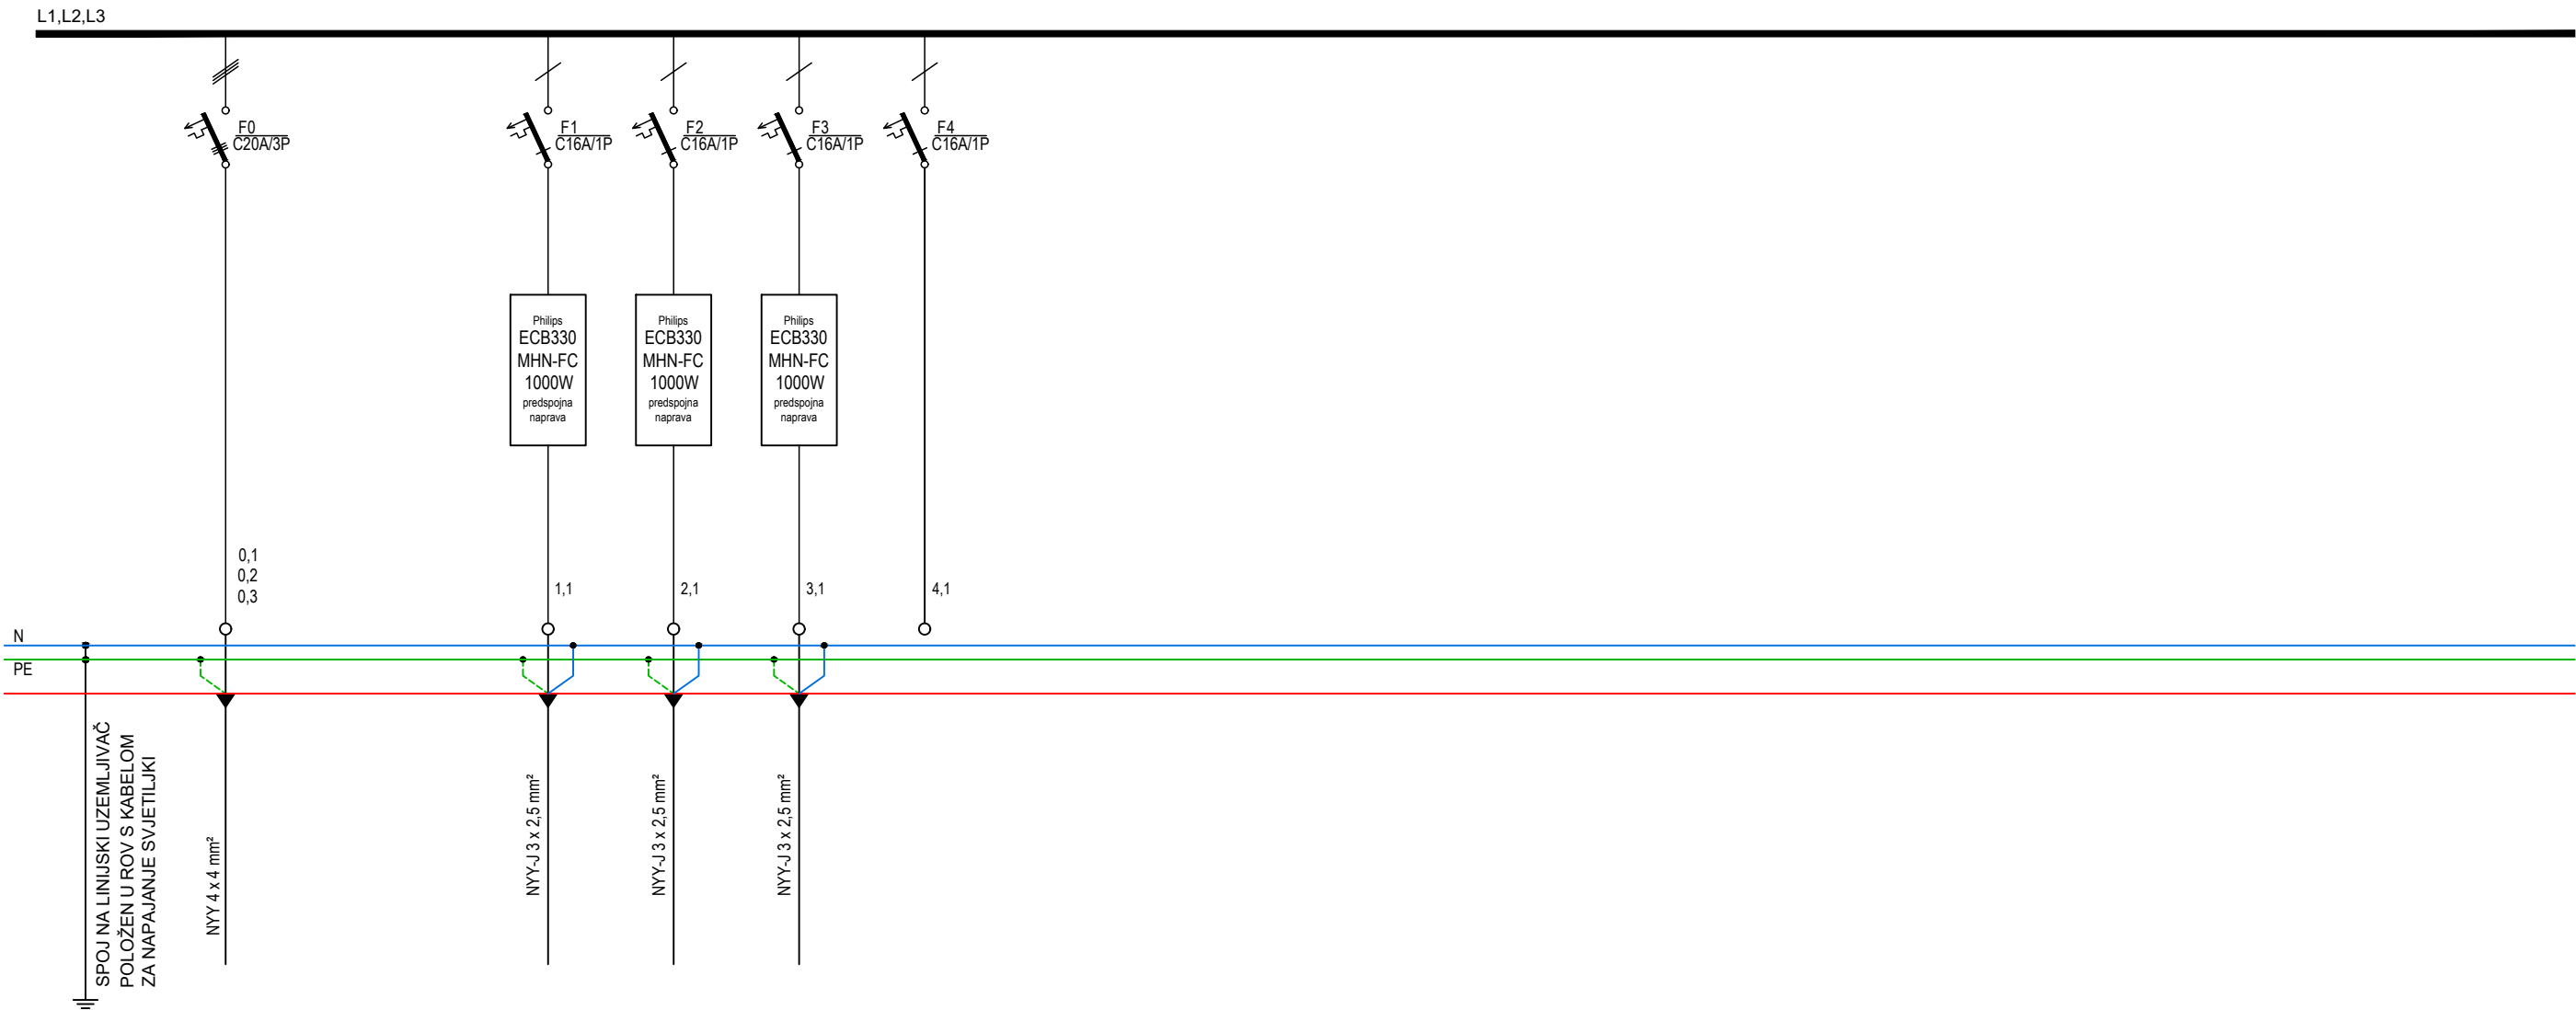 L1,L2,L3
F0
C20A/3P
F1
C16A/1P
F2
C16A/1P
F3
C16A/1P
F4
C16A/1P
Philips
ECB330
MHN-FC
1000W
predspojna
naprava
Philips
ECB330
MHN-FC
1000W
predspojna
naprava
Philips
ECB330
MHN-FC
1000W
predspojna
naprava
0,1
0,2
0,3
1,1
2,1
3,1
4,1
N
PE
SPOJ NA LINIJSKI UZEMLJIVAČ
POLOŽEN U ROV S KABELOM
ZA NAPAJANJE SVJETILJKI
NYY 4 x 4 mm²
NYY-J 3 x 2,5 mm²
NYY-J 3 x 2,5 mm²
NYY-J 3 x 2,5 mm²